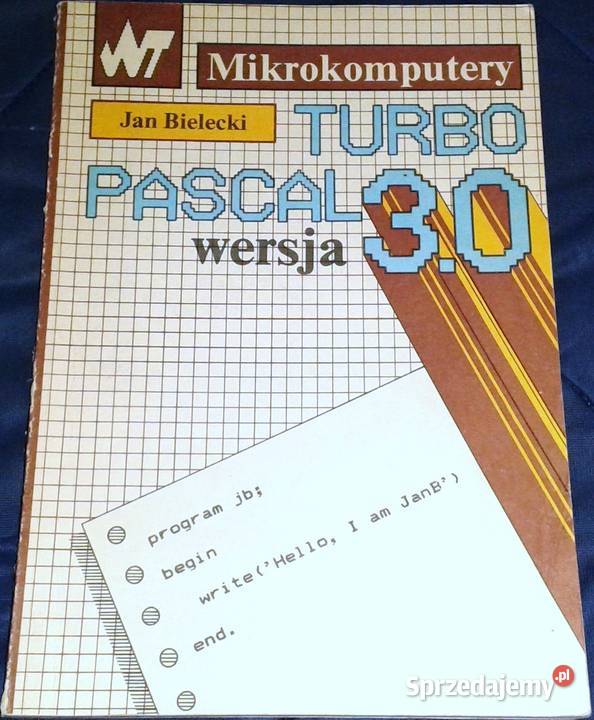 WT
Mikrokomputery
Jan Bielecki
TURBO
PASCAL 3.0
wersja
program jb;
begin
write('Hello, I am JanB')
end.
Sprzedajemy.pl